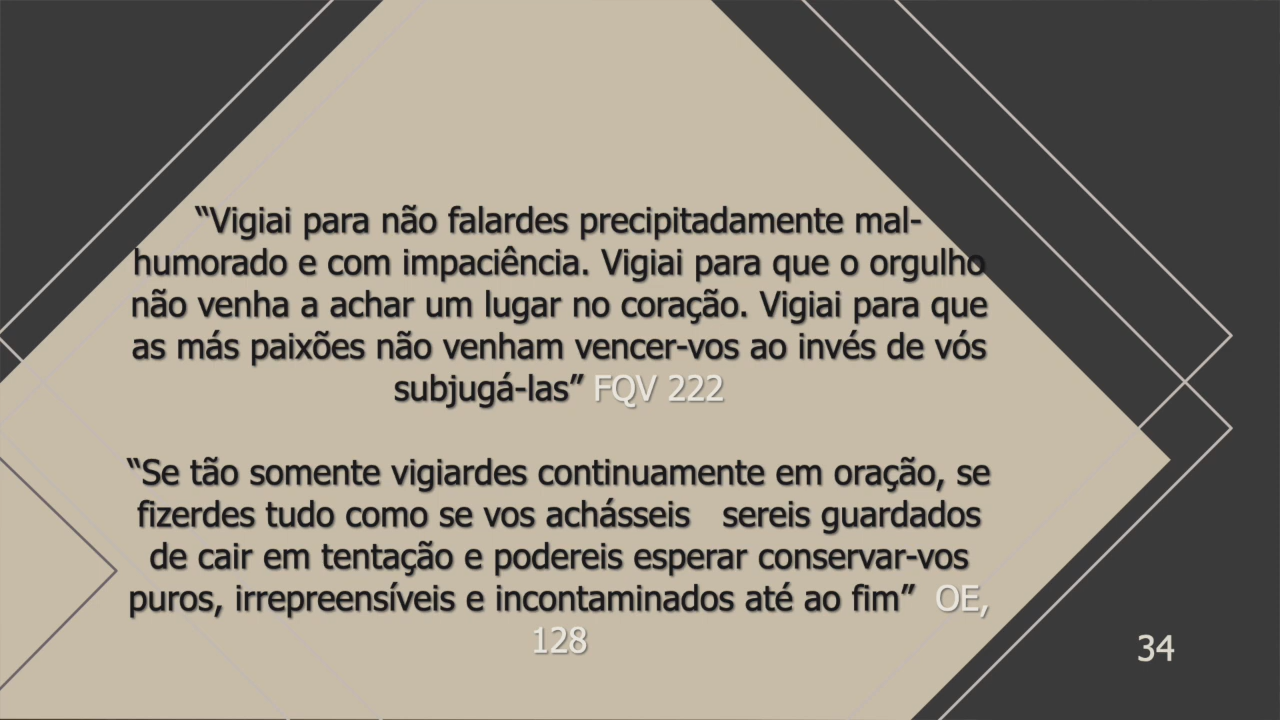 “Vigiai para não falardes precipitadamente mal-
humorado e com impaciência. Vigiai para que o orgulho
não venha a achar um lugar no coração. Vigiai para que
as más paixões não venham vencer-vos ao invés de vós
subjugá-las” FQV 222
“Se tão somente vigiardes continuamente em oração, se
fizerdes tudo como se vos achásseis sereis guardados
de cair em tentação e podereis esperar conservar-vos
puros, irrepreensíveis e incontaminados até ao fim” OE,
128
34